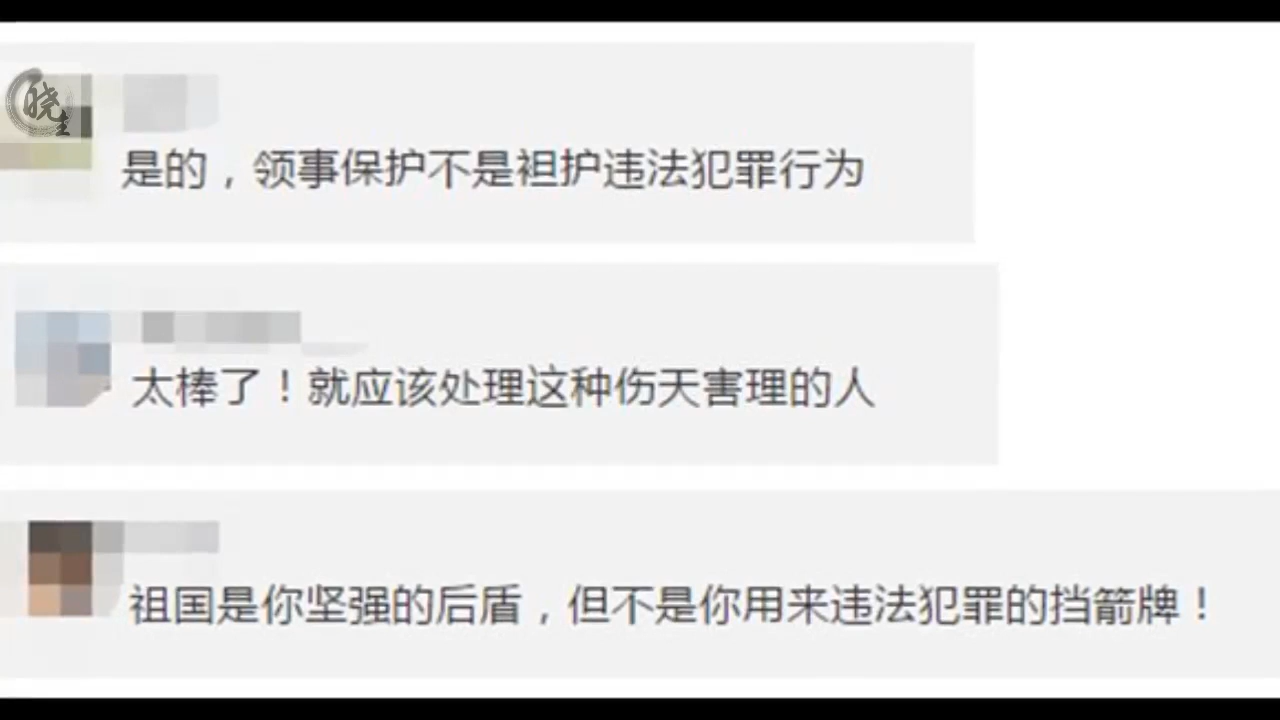 晓生
是的，领事保护不是袒护违法犯罪行为
太棒了！就应该处理这种伤天害理的人
祖国是你坚强的后盾，但不是你用来违法犯罪的挡箭牌！